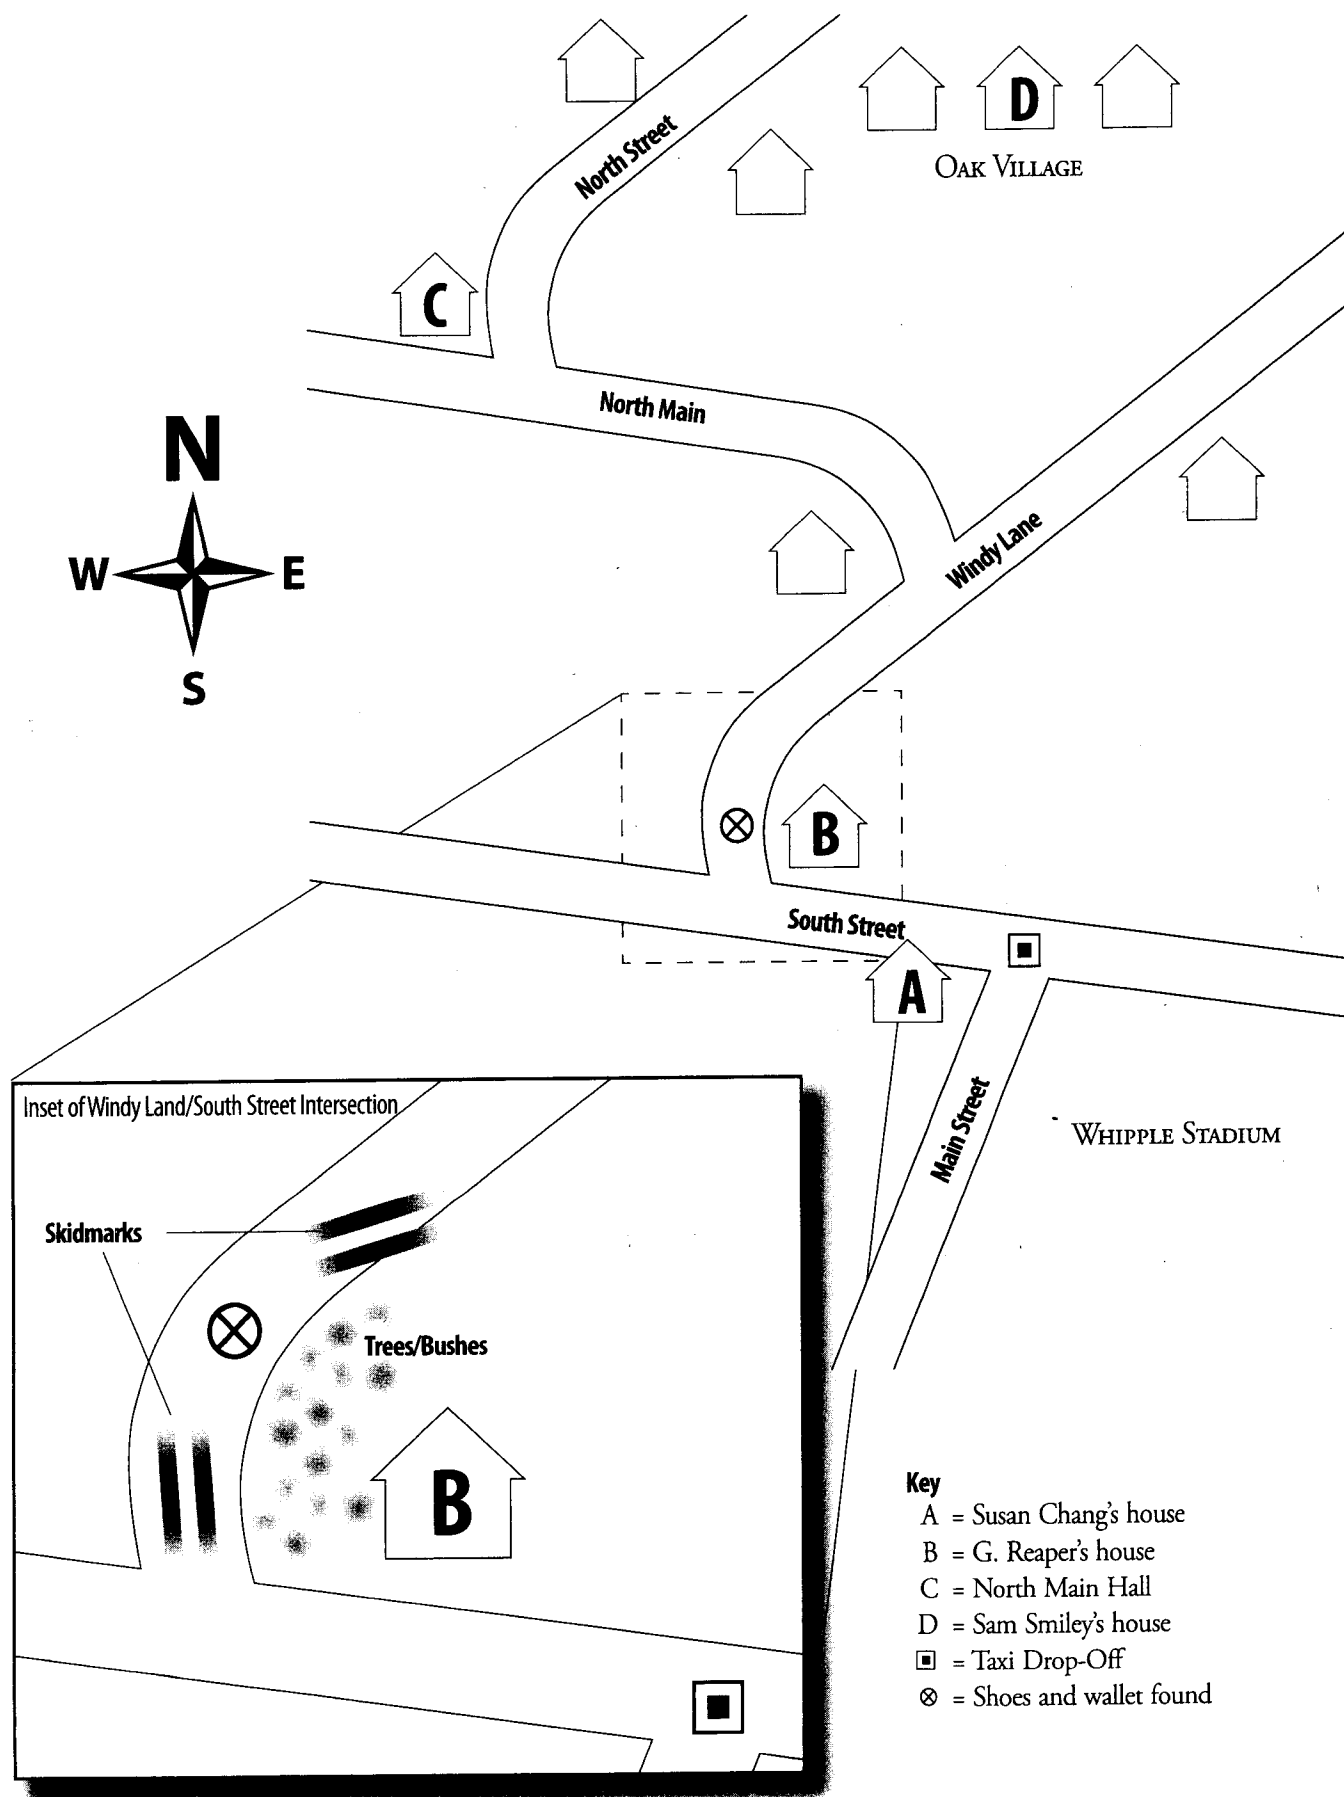 North Street
D
OAK VILLAGE
C
North Main
N
W E
S
Windy Lane
B
South Street
A
Main Street
WHIPPLE STADIUM
Inset of Windy Land/South Street Intersection
Skidmarks
Trees/Bushes
B
Key
A = Susan Chang's house
B = G. Reaper's house
C = North Main Hall
D = Sam Smiley's house
= Taxi Drop-Off
= Shoes and wallet found